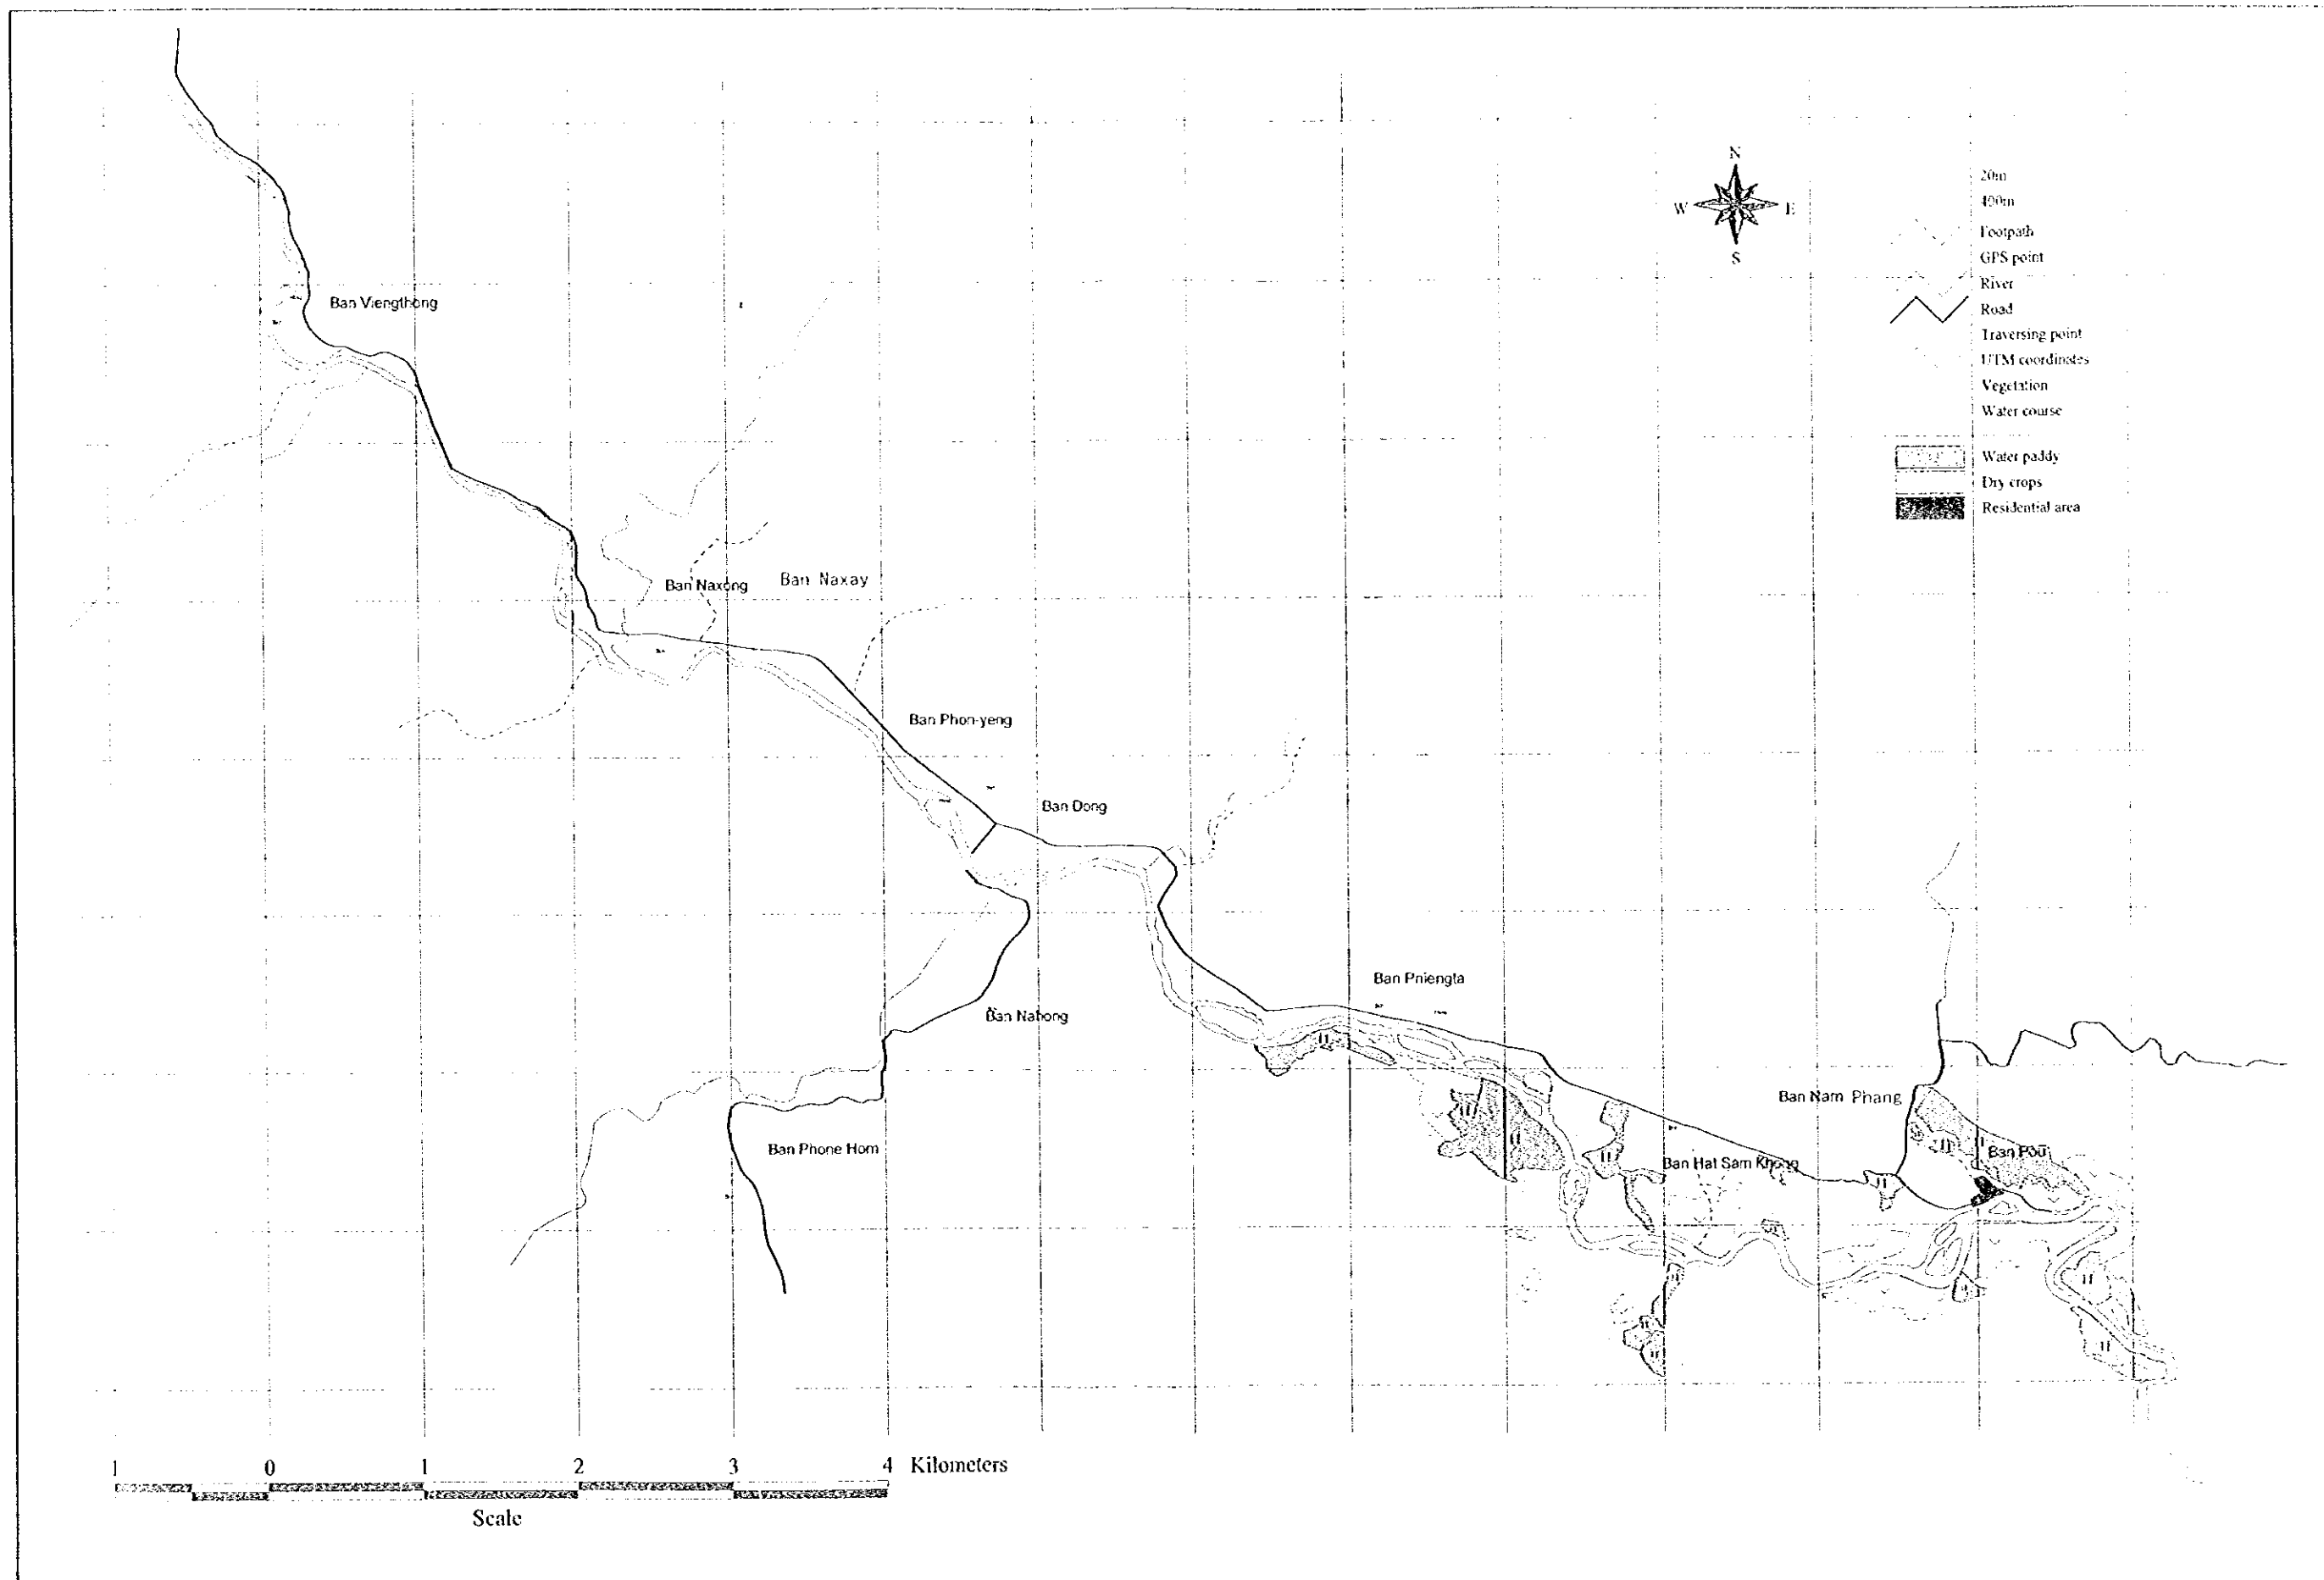 N
W E
S
20m
400m
Footpath
GPS point
River
Road
Traversing point
UTM coordinates
Vegetation
Water course
Water paddy
Dry crops
Residential area
Ban Viengthong
Ban Naxong
Ban Naxay
Ban Phon-yeng
Ban Dong
Ban Phiengta
Ban Nahong
Ban Nam Phang
Ban Phone Hom
Ban Hat Sam Khong
Ban Pou
1 0 1 2 3 4 Kilometers
Scale